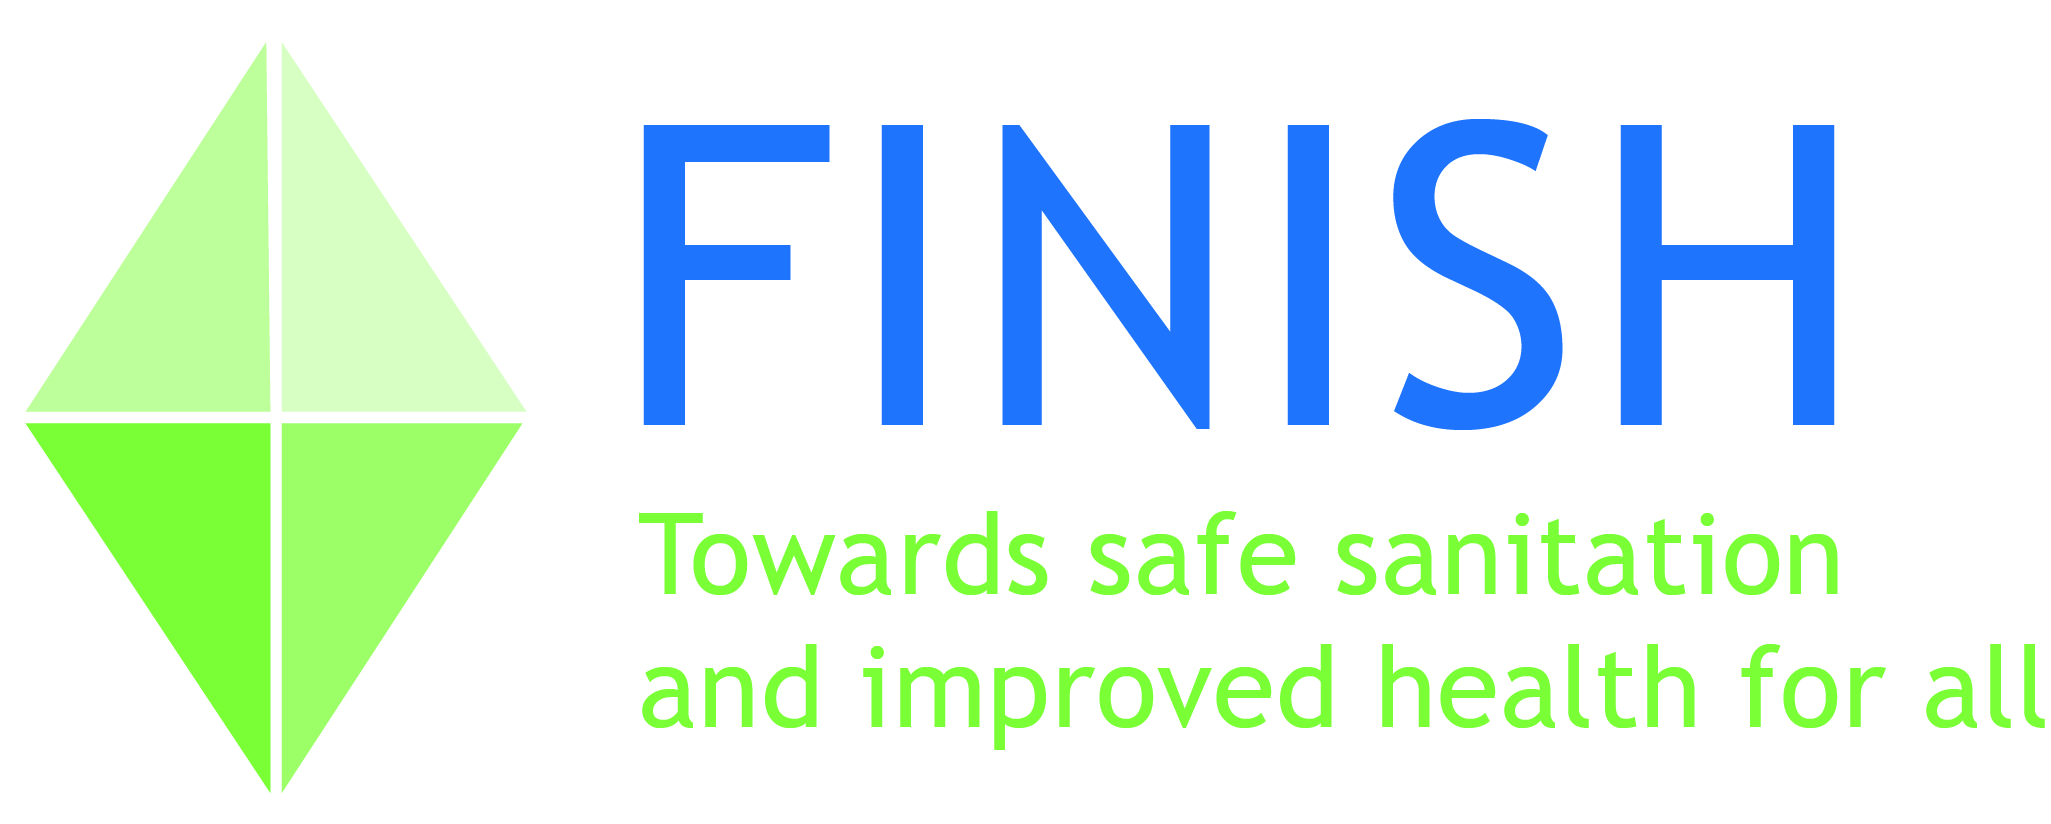 FINISH
Towards safe sanitation
and improved health for all